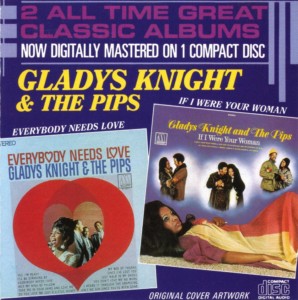 2 ALL TIME GREAT
CLASSIC ALBUMS
NOW DIGITALLY MASTERED ON 1 COMPACT DISC
GLADYS KNIGHT
& THE PIPS
IF I WERE YOUR WOMAN
EVERYBODY NEEDS LOVE
STEREO
EVERYBODY NEEDS LOVE
GLADYS KNIGHT & THE PIPS
Gladys Knight and The Pips
If I Were Your Woman
ORIGINAL COVER ARTWORK
COMPACT
disc
DIGITAL AUDIO